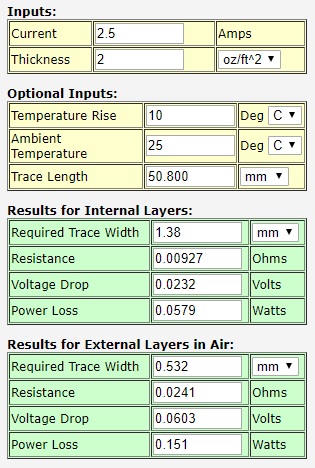 Inputs:
Current 2.5 Amps
Thickness 2 oz/ft^2 ▼
Optional Inputs:
Temperature Rise 10 Deg C ▼
Ambient
Temperature 25 Deg C ▼
Trace Length 50.800 mm ▼
Results for Internal Layers:
Required Trace Width 1.38 mm ▼
Resistance 0.00927 Ohms
Voltage Drop 0.0232 Volts
Power Loss 0.0579 Watts
Results for External Layers in Air:
Required Trace Width 0.532 mm ▼
Resistance 0.0241 Ohms
Voltage Drop 0.0603 Volts
Power Loss 0.151 Watts